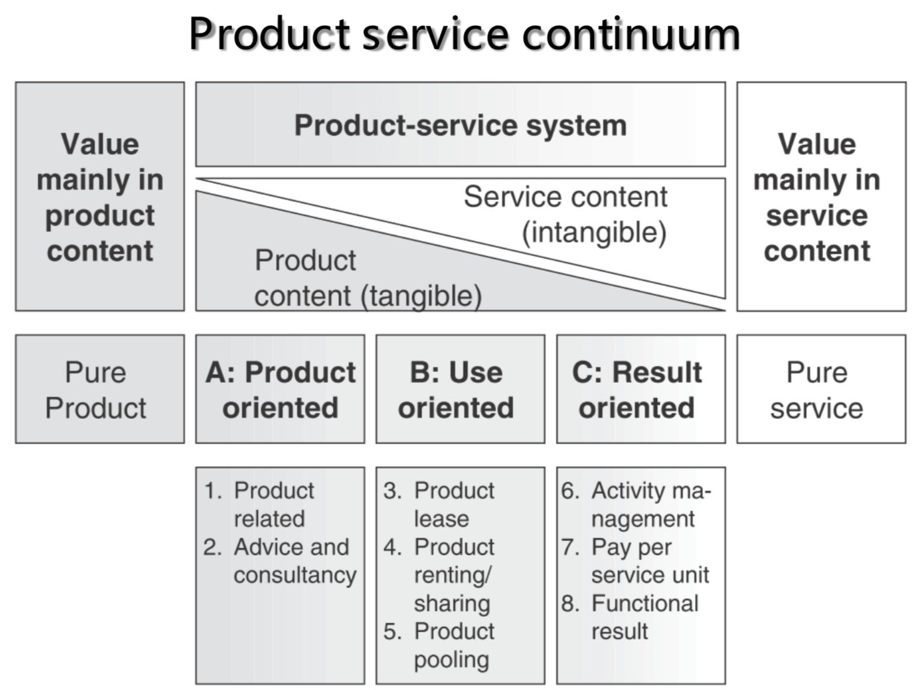 Product service continuum
Value
mainly in
product
content
Product-service system
Service content
(intangible)
Product
content (tangible)
Value
mainly in
service
content
Pure
Product
A: Product
oriented
B: Use
oriented
C: Result
oriented
Pure
service
1. Product
related
2. Advice and
consultancy
3. Product
lease
4. Product
renting/
sharing
5. Product
pooling
6. Activity ma-
nagement
7. Pay per
service unit
8. Functional
result